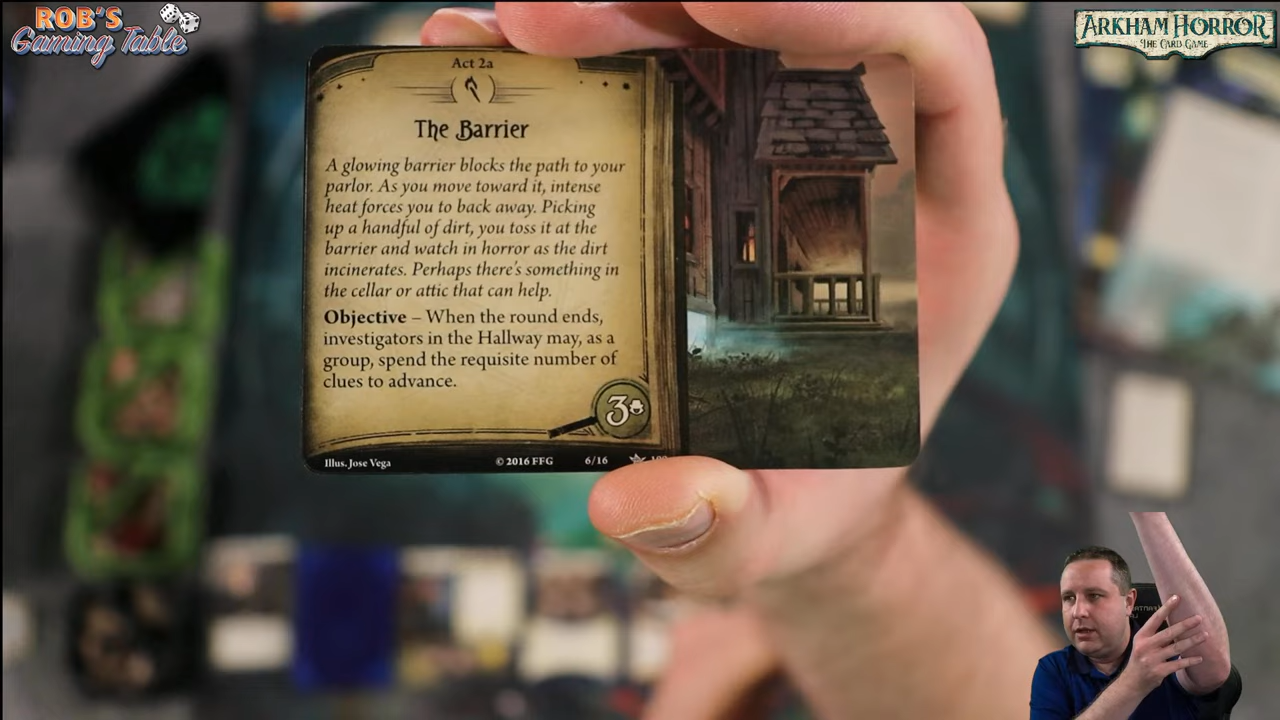 ROB'S
Gaming Table
ARKHAM HORROR
THE CARD GAME
Act 2a
The Barrier
A glowing barrier blocks the path to your
parlor. As you move toward it, intense
heat forces you to back away. Picking
up a handful of dirt, you toss it at the
barrier and watch in horror as the dirt
incinerates. Perhaps there's something in
the cellar or attic that can help.
Objective – When the round ends,
investigators in the Hallway may, as a
group, spend the requisite number of
clues to advance.
3
Illus. Jose Vega
© 2016 FFG
6/16